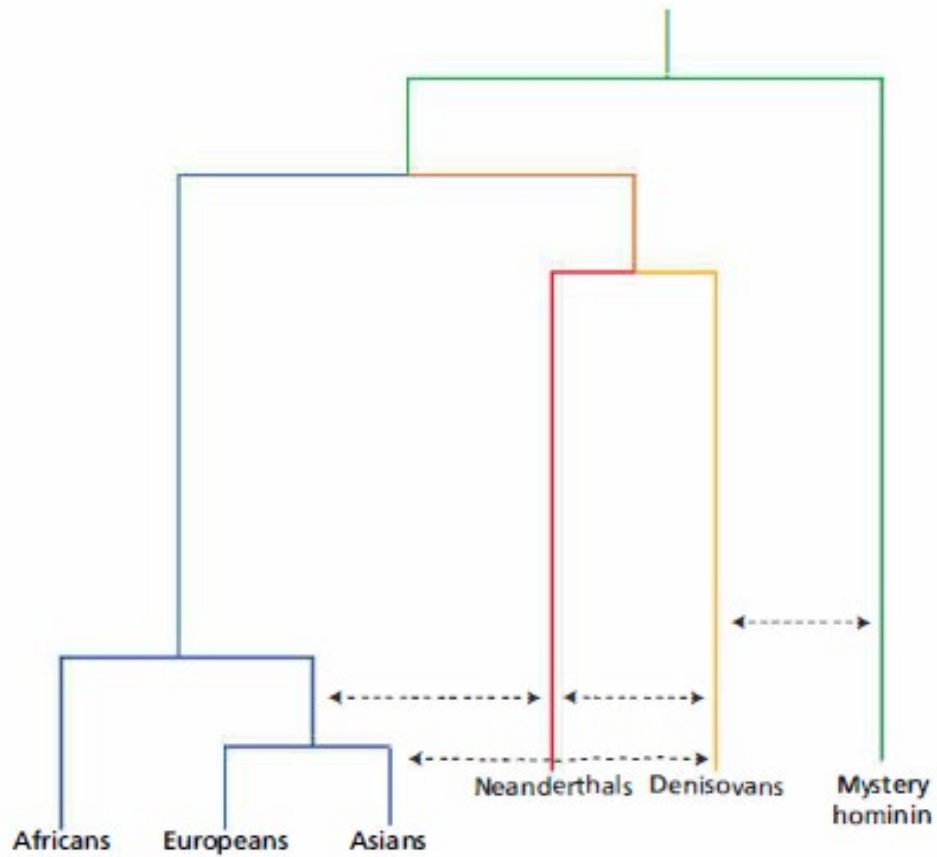 Neanderthals
Denisovans
Mystery
hominin
Africans
Europeans
Asians